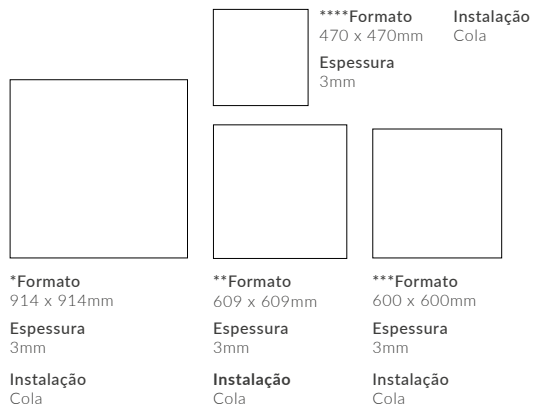 ****Formato
470 x 470mm
Espessura
3mm
Instalação
Cola
*Formato
914 x 914mm
Espessura
3mm
Instalação
Cola
**Formato
609 x 609mm
Espessura
3mm
Instalação
Cola
***Formato
600 x 600mm
Espessura
3mm
Instalação
Cola